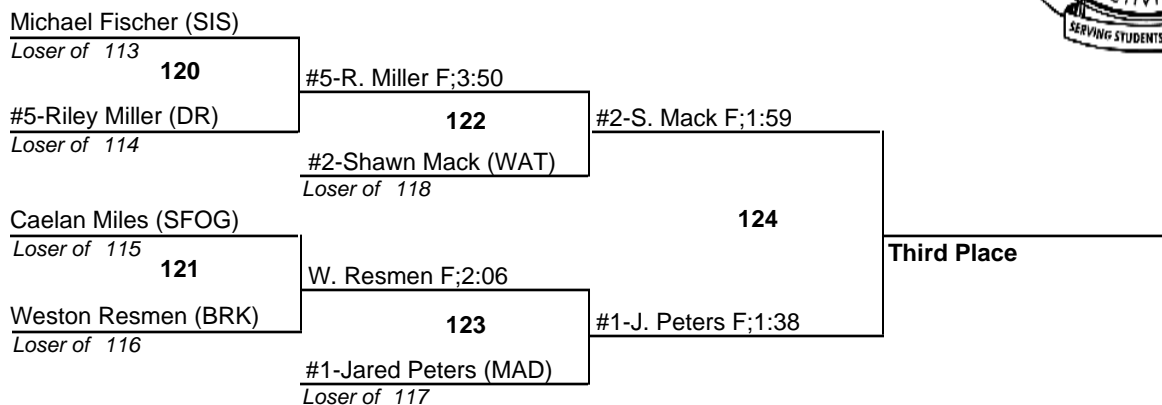 SERVING STUDENTS
Michael Fischer (SIS)
Loser of 113
120
#5-R. Miller F;3:50
#5-Riley Miller (DR)
Loser of 114
122
#2-S. Mack F;1:59
#2-Shawn Mack (WAT)
Loser of 118
Caelan Miles (SFOG)
Loser of 115
124
121
Third Place
W. Resmen F;2:06
Weston Resmen (BRK)
Loser of 116
123
#1-J. Peters F;1:38
#1-Jared Peters (MAD)
Loser of 117